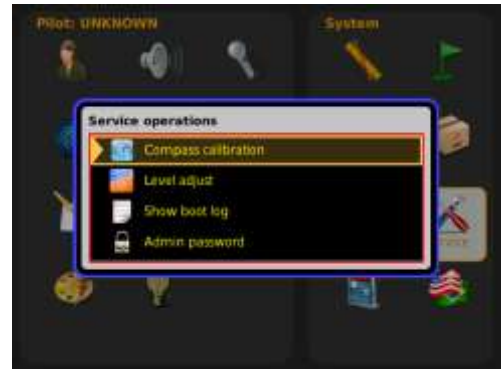 Pilot: UNKNOWN
System
Service operations
Compass calibration
Level adjust
Show boot log
Admin password